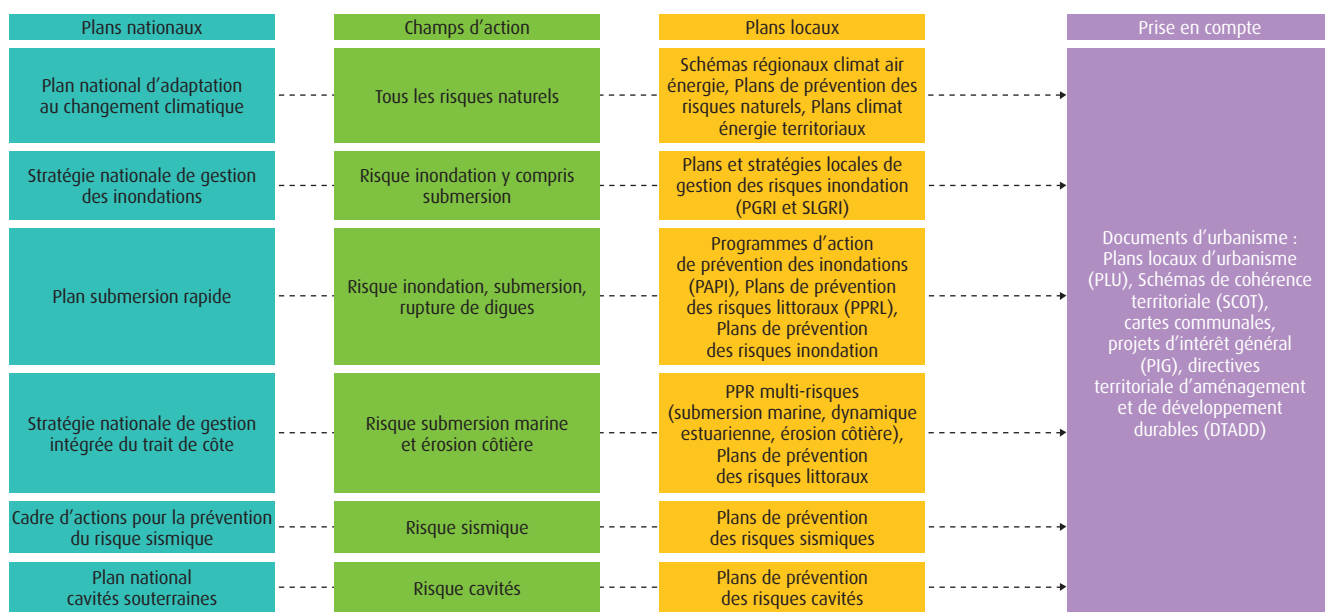 Plans nationaux
Champs d'action
Plans locaux
Prise en compte
Plan national d'adaptation
au changement climatique
Tous les risques naturels
Schémas régionaux climat air
énergie, Plans de prévention des
risques naturels, Plans climat
énergie territoriaux
Stratégie nationale de gestion
des inondations
Risque inondation y compris
submersion
Plans et stratégies locales de
gestion des risques inondation
(PGRI et SLGRI)
Plan submersion rapide
Risque inondation, submersion,
rupture de digues
Programmes d'action
de prévention des inondations
(PAPI), Plans de prévention
des risques littoraux (PPRL),
Plans de prévention
des risques inondation
Stratégie nationale de gestion
intégrée du trait de côte
Risque submersion marine
et érosion côtière
PPR multi-risques
(submersion marine, dynamique
estuarienne, érosion côtière),
Plans de prévention
des risques littoraux
Cadre d'actions pour la prévention
du risque sismique
Risque sismique
Plans de prévention
des risques sismiques
Plan national
cavités souterraines
Risque cavités
Plans de prévention
des risques cavités
Documents d'urbanisme :
Plans locaux d'urbanisme
(PLU), Schémas de cohérence
territoriale (SCOT),
cartes communales,
projets d'intérêt général
(PIG), directives
territoriale d'aménagement
et de développement
durables (DTADD)